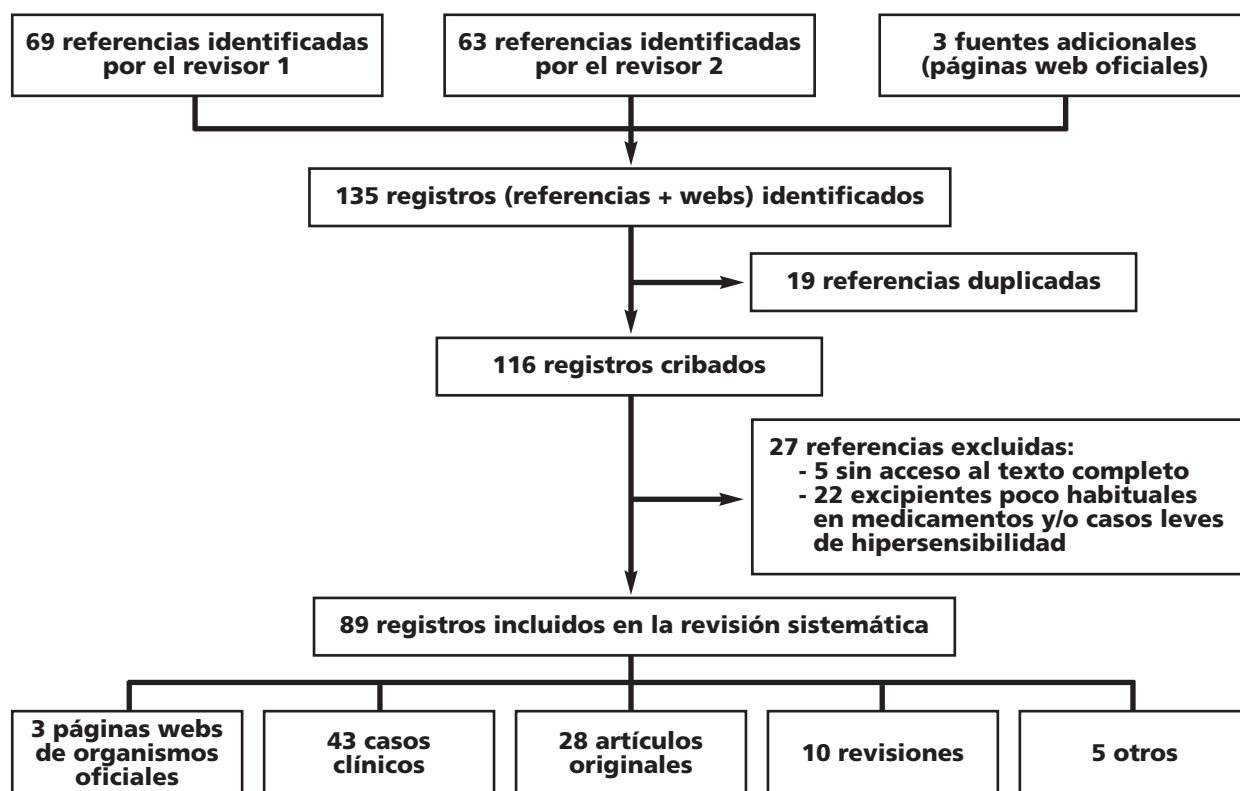 69 referencias identificadas
por el revisor 1
63 referencias identificadas
por el revisor 2
3 fuentes adicionales
(páginas web oficiales)
135 registros (referencias + webs) identificados
19 referencias duplicadas
116 registros cribados
27 referencias excluidas:
- 5 sin acceso al texto completo
- 22 excipientes poco habituales
en medicamentos y/o casos leves
de hipersensibilidad
89 registros incluidos en la revisión sistemática
3 páginas webs
de organismos
oficiales
43 casos
clínicos
28 artículos
originales
10 revisiones
5 otros